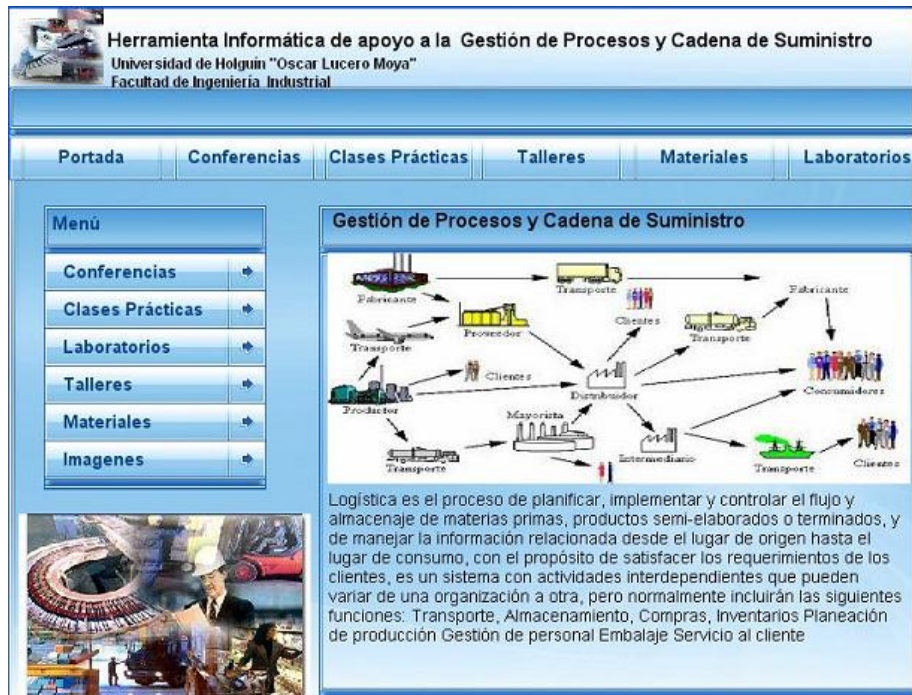 Herramienta Informática de apoyo a la Gestión de Procesos y Cadena de Suministro
Universidad de Holguín "Oscar Lucero Moya"
Facultad de Ingeniería Industrial
Portada
Conferencias
Clases Prácticas
Talleres
Materiales
Laboratorios
Menú
Conferencias
Clases Prácticas
Laboratorios
Talleres
Materiales
Imagenes
Gestión de Procesos y Cadena de Suministro
Fabricante
Transporte
Fabricante
Clientes
Proveedor
Transporte
Transporte
Clientes
Consumidores
Productor
Distribuidor
Mayorista
Transporte
Intermediario
Transporte
Clientes
Logística es el proceso de planificar, implementar y controlar el flujo y
almacenaje de materias primas, productos semi-elaborados o terminados, y
de manejar la información relacionada desde el lugar de origen hasta el
lugar de consumo, con el propósito de satisfacer los requerimientos de los
clientes, es un sistema con actividades interdependientes que pueden
variar de una organización a otra, pero normalmente incluirán las siguientes
funciones: Transporte, Almacenamiento, Compras, Inventarios Planeación
de producción Gestión de personal Embalaje Servicio al cliente